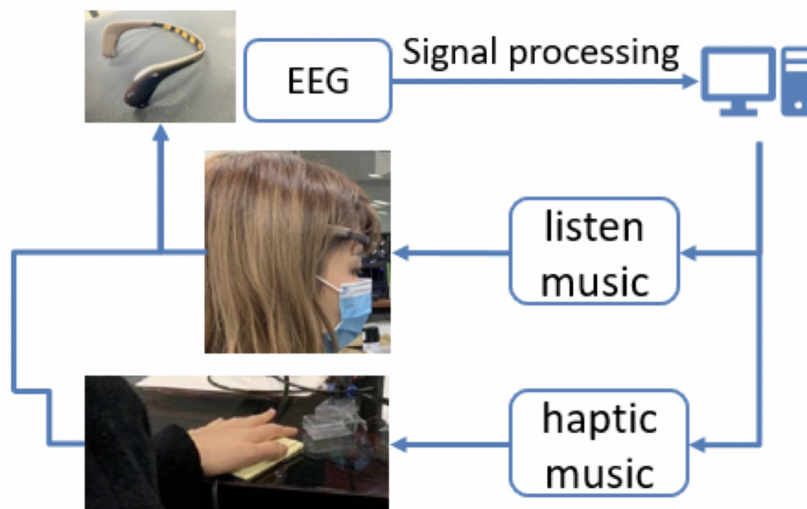 EEG
Signal processing
listen
music
haptic
music